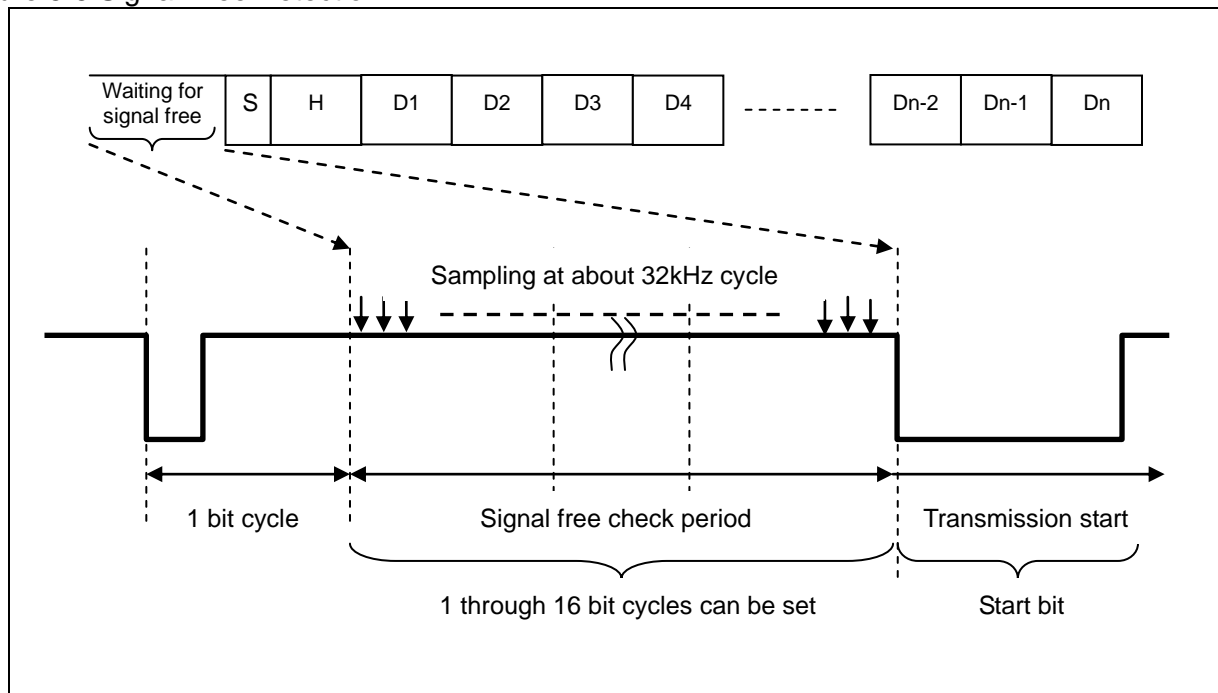 Waiting for
signal free
S H D1 D2 D3 D4 Dn-2 Dn-1 Dn
Sampling at about 32kHz cycle
1 bit cycle Signal free check period Transmission start
1 through 16 bit cycles can be set Start bit